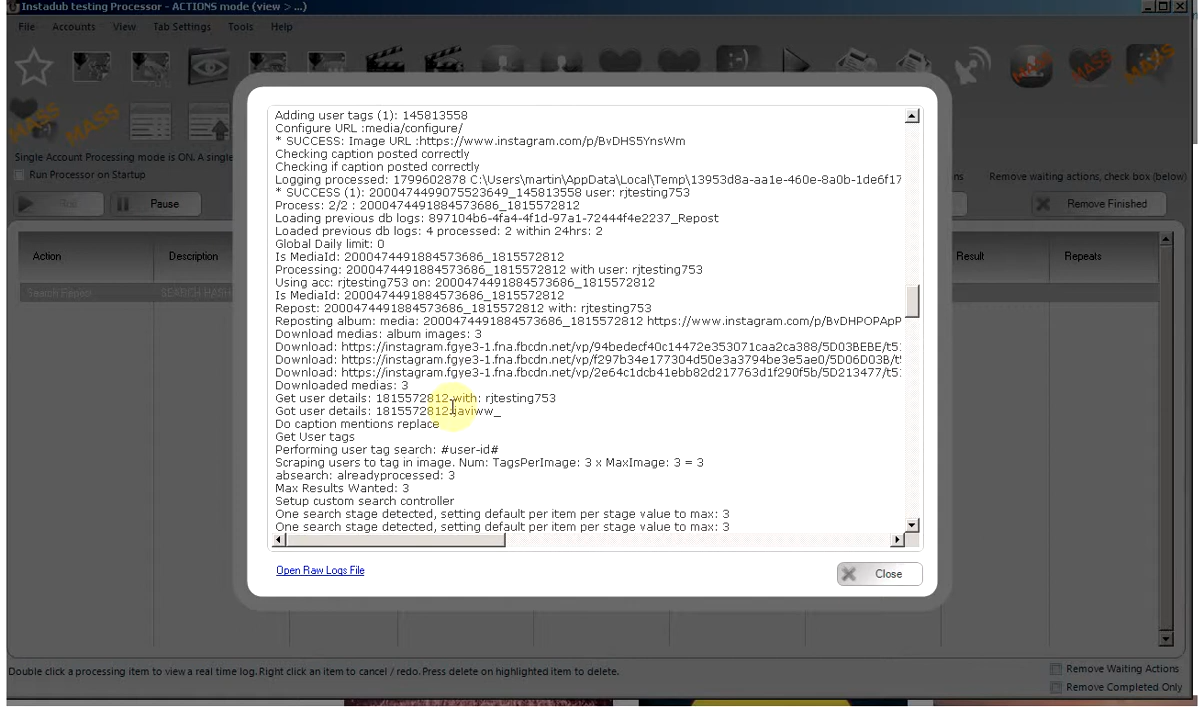 Instadub testing Processor - ACTIONS mode (view > ...)
File Accounts View Tab Settings Tools Help
MASS MASS MASS
MASS MASS
Single Account Processing mode is ON. A single
Run Processor on Startup
ns Remove waiting actions, check box (below)
Run Pause Remove Finished
Action Description Result Repeats
Search Repost SEARCH HASH
Adding user tags (1): 145813558
Configure URL :media/configure/
* SUCCESS: Image URL :https://www.instagram.com/p/BvDHS5YnsWm
Checking caption posted correctly
Checking if caption posted correctly
Logging processed: 1799602878 C:\Users\martin\AppData\Local\Temp\13953d8a-aa1e-460e-8a0b-1de6f17
* SUCCESS (1): 2000474499075523649_145813558 user: rjtesting753
Process: 2/2 : 2000474491884573686_1815572812
Loading previous db logs: 897104b6-4fa4-4f1d-97a1-72444f4e2237_Repost
Loaded previous db logs: 4 processed: 2 within 24hrs: 2
Global Daily limit: 0
Is MediaId: 2000474491884573686_1815572812
Processing: 2000474491884573686_1815572812 with user: rjtesting753
Using acc: rjtesting753 on: 2000474491884573686_1815572812
Is MediaId: 2000474491884573686_1815572812
Repost: 2000474491884573686_1815572812 with: rjtesting753
Reposting album: media: 2000474491884573686_1815572812 https://www.instagram.com/p/BvDHPOPApP
Download medias: album images: 3
Download: https://instagram.fgye3-1.fna.fbcdn.net/vp/94bedecf40c14472e353071caa2ca388/5D03BEBE/t51
Download: https://instagram.fgye3-1.fna.fbcdn.net/vp/f297b34e177304d50e3a3794be3e5ae0/5D06D03B/t5
Download: https://instagram.fgye3-1.fna.fbcdn.net/vp/2e64c1dcb41ebb82d217763d1f290f5b/5D213477/t51
Downloaded medias: 3
Get user details: 1815572812 with: rjtesting753
Got user details: 1815572812 javiww_
Do caption mentions replace
Get User tags
Performing user tag search: #user-id#
Scraping users to tag in image. Num: TagsPerImage: 3 x MaxImage: 3 = 3
absearch: alreadyprocessed: 3
Max Results Wanted: 3
Setup custom search controller
One search stage detected, setting default per item per stage value to max: 3
One search stage detected, setting default per item per stage value to max: 3
Open Raw Logs File
Close
Double click a processing item to view a real time log. Right click an item to cancel / redo. Press delete on highlighted item to delete.
Remove Waiting Actions
Remove Completed Only